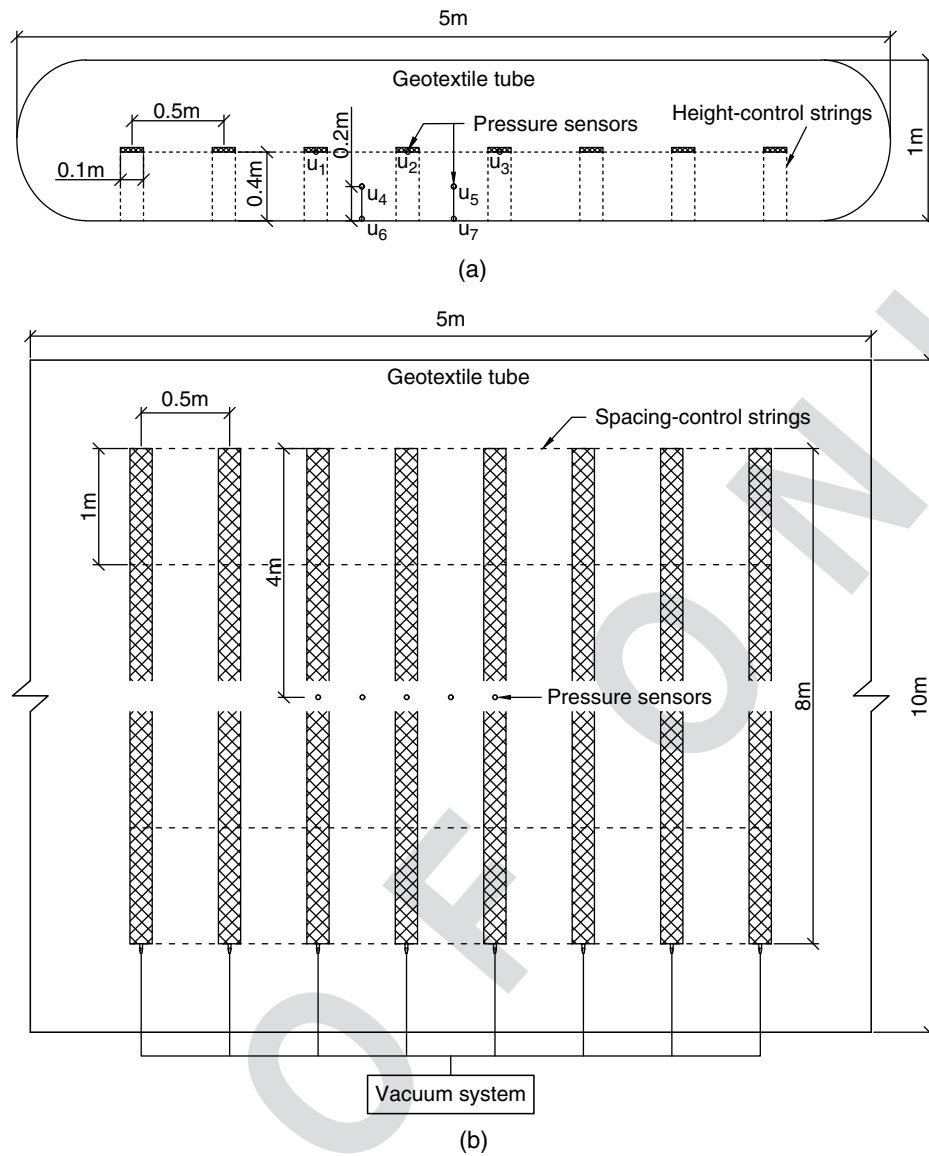 5m
Geotextile tube
0.5m
0.2m
Pressure sensors
Height-control strings
1m
0.1m
0.4m
u1
u2
u3
u4
u5
u6
u7
(a)
5m
Geotextile tube
0.5m
Spacing-control strings
1m
4m
Pressure sensors
8m
10m
Vacuum system
(b)
O F O N